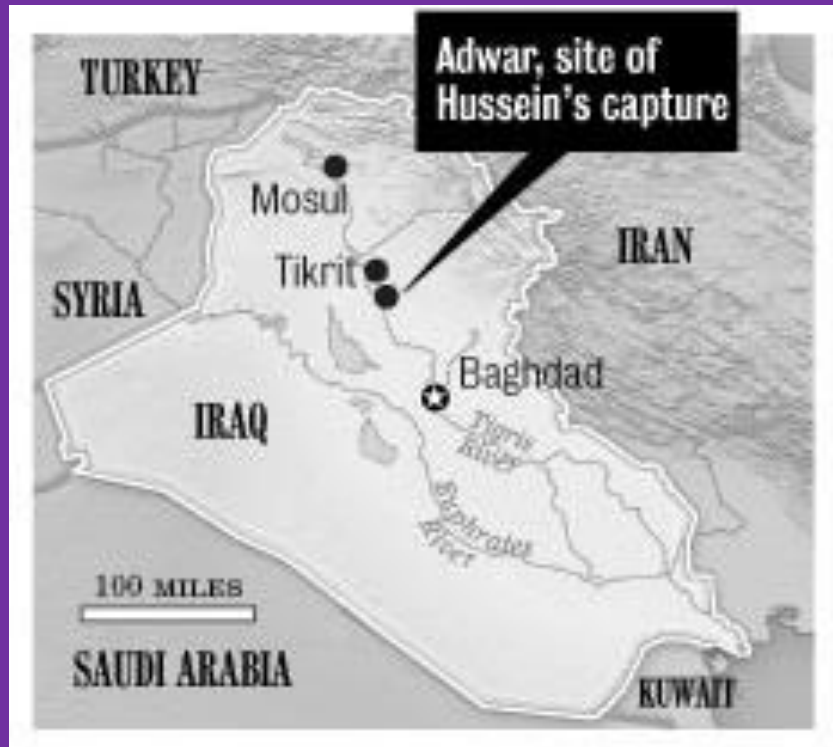 Adwar, site of
Hussein's capture
TURKEY
Mosul
IRAN
Tikrit
SYRIA
Baghdad
IRAQ
Tigris
River
Euphrates
River
100 MILES
SAUDI ARABIA
KUWAIT